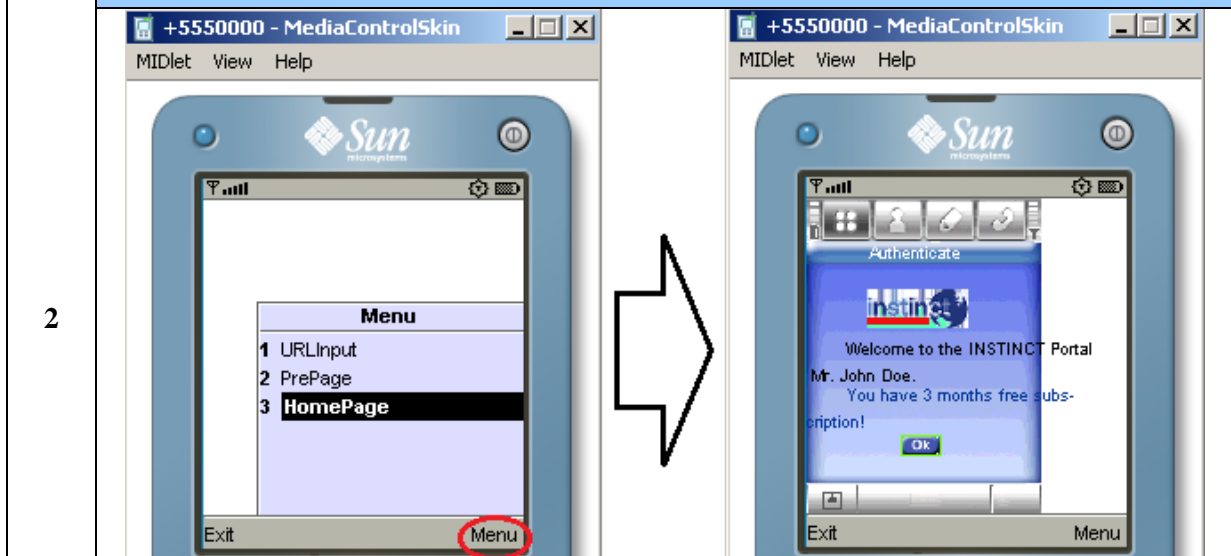 2
+5550000 - MediaControlSkin
MIDlet View Help
Sun
microsystems
Menu
1 URLInput
2 PrePage
3 HomePage
Exit Menu
+5550000 - MediaControlSkin
MIDlet View Help
Sun
microsystems
Authenticate
instinct
Welcome to the INSTINCT Portal
Mr. John Doe.
You have 3 months free subs-
cription!
Ok
Exit Menu